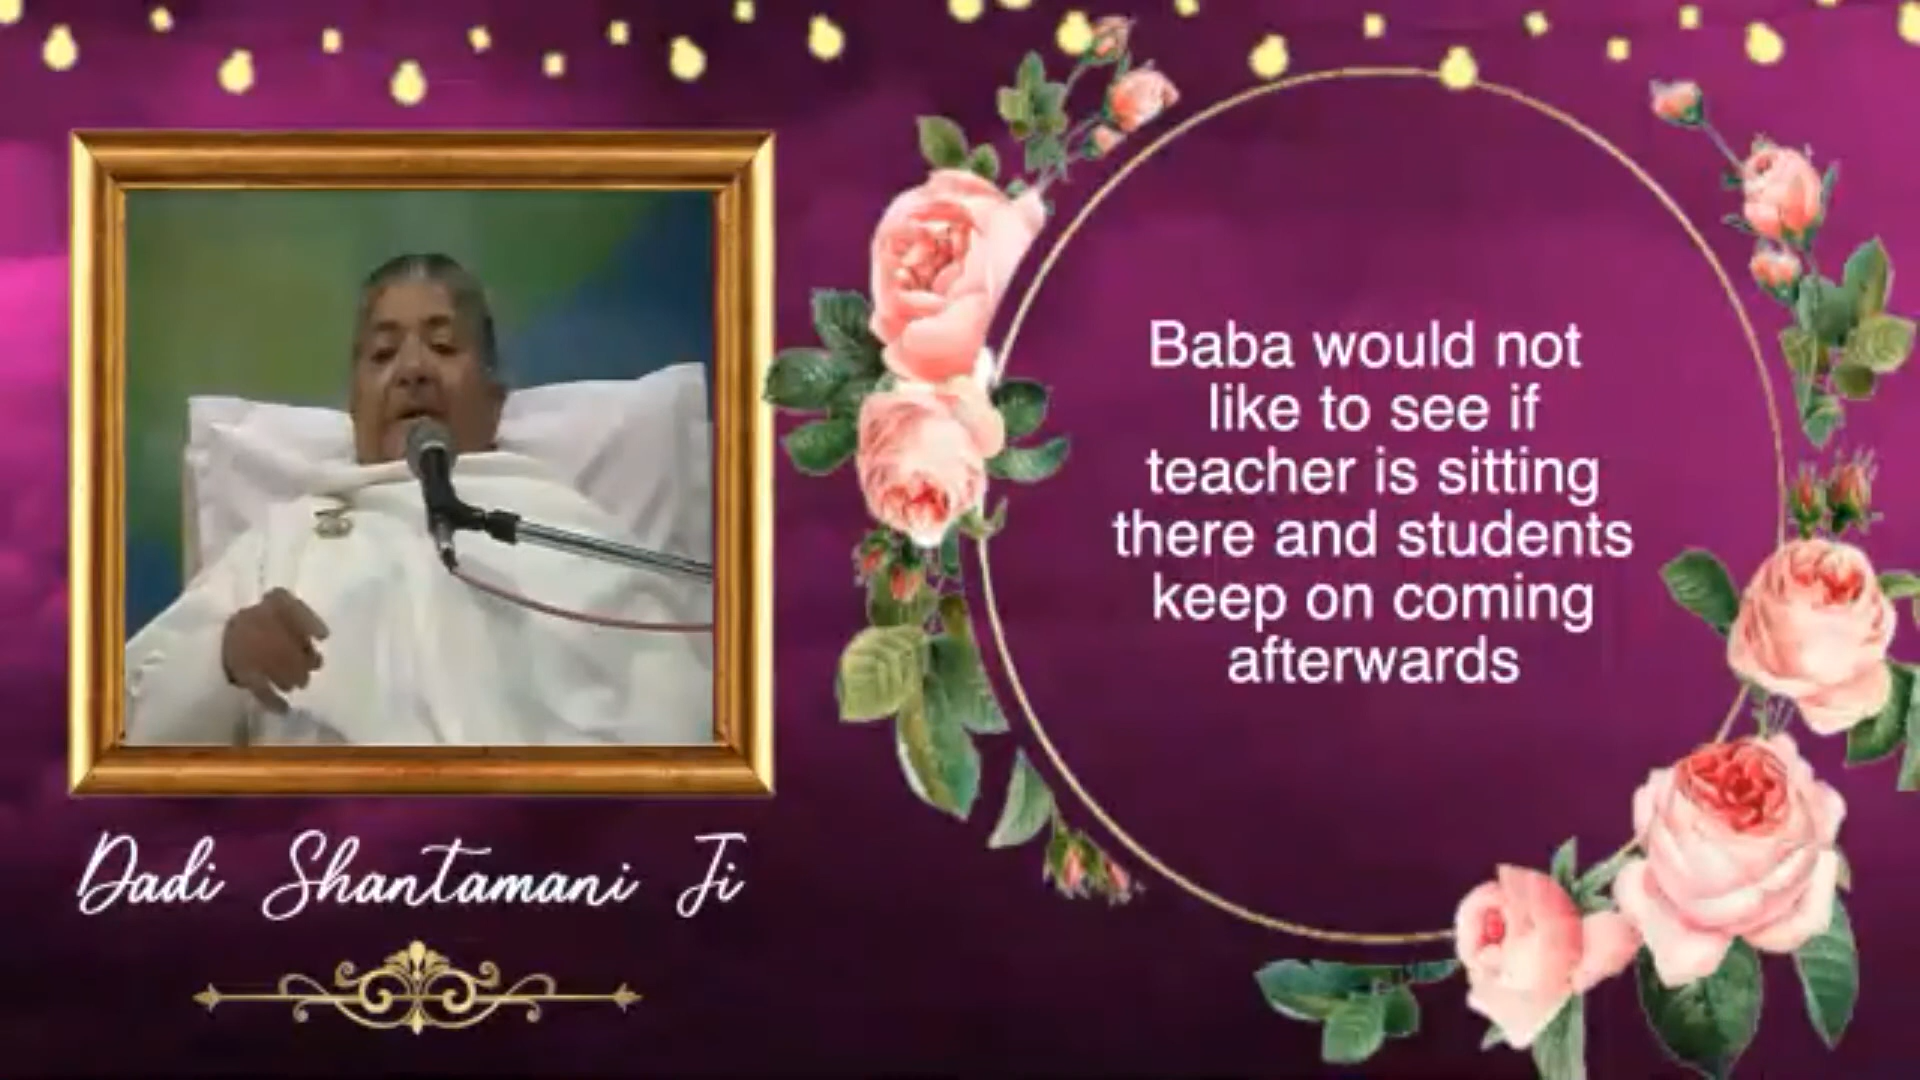 Baba would not
like to see if
teacher is sitting
there and students
keep on coming
afterwards
Dadi Shantamani Ji